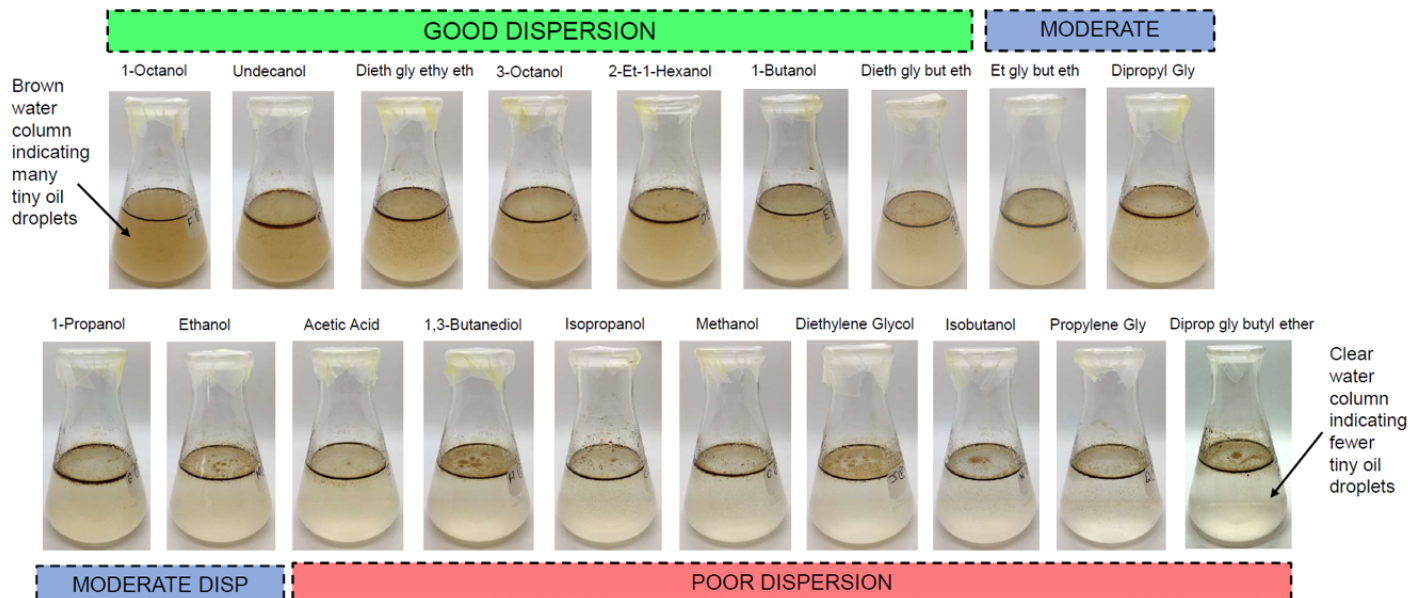 GOOD DISPERSION
MODERATE
1-Octanol
Undecanol
Dieth gly ethy eth
3-Octanol
2-Et-1-Hexanol
1-Butanol
Dieth gly but eth
Et gly but eth
Dipropyl Gly
Brown
water
column
indicating
many
tiny oil
droplets
1-Propanol
Ethanol
Acetic Acid
1,3-Butanediol
Isopropanol
Methanol
Diethylene Glycol
Isobutanol
Propylene Gly
Diprop gly butyl ether
Clear
water
column
indicating
fewer
tiny oil
droplets
MODERATE DISP
POOR DISPERSION